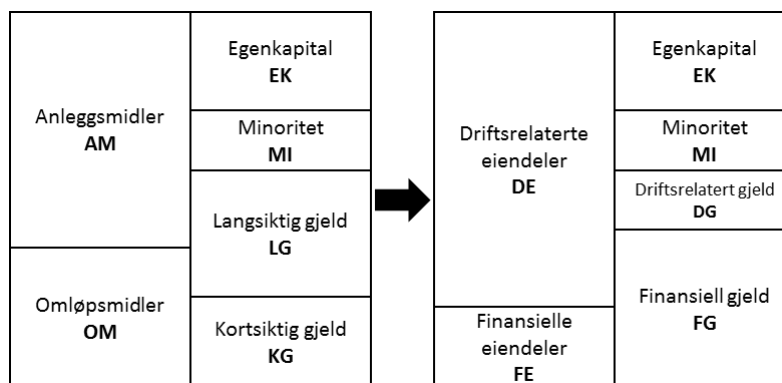 Anleggsmidler
AM
Omløpsmidler
OM
Egenkapital
EK
Minoritet
MI
Langsiktig gjeld
LG
Kortsiktig gjeld
KG
Driftsrelaterte
eiendeler
DE
Finansielle
eiendeler
FE
Egenkapital
EK
Minoritet
MI
Driftsrelatert gjeld
DG
Finansiell gjeld
FG